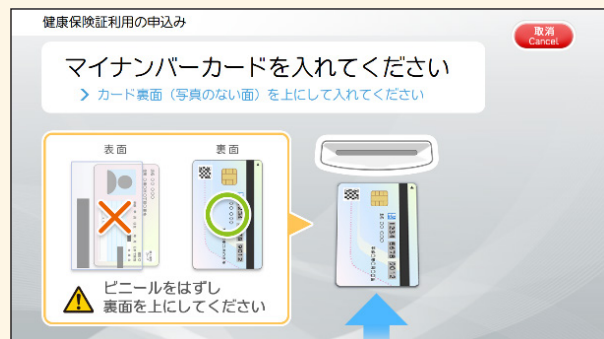 健康保険証利用の申込み
取消
Cancel
マイナンバーカードを入れてください
> カード裏面（写真のない面）を上にして入れてください
表面
裏面
ビニールをはずし
裏面を上にしてください